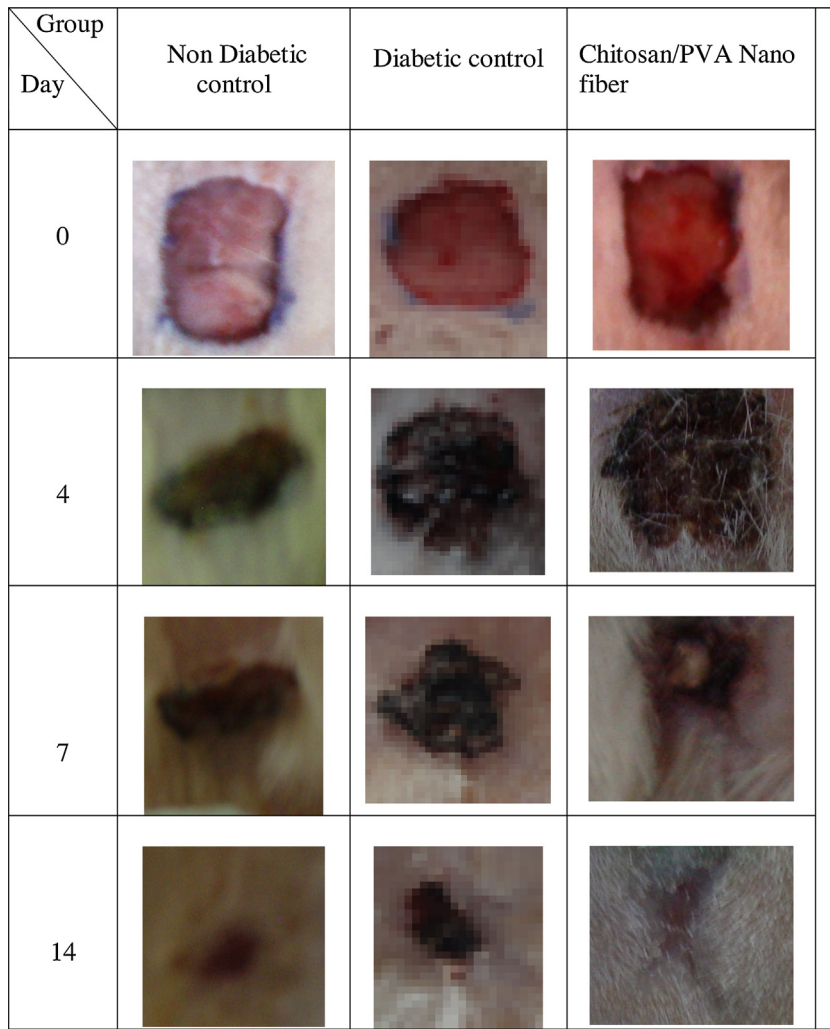 Group
Day
Non Diabetic
control
Diabetic control
Chitosan/PVA Nano
fiber
0
4
7
14